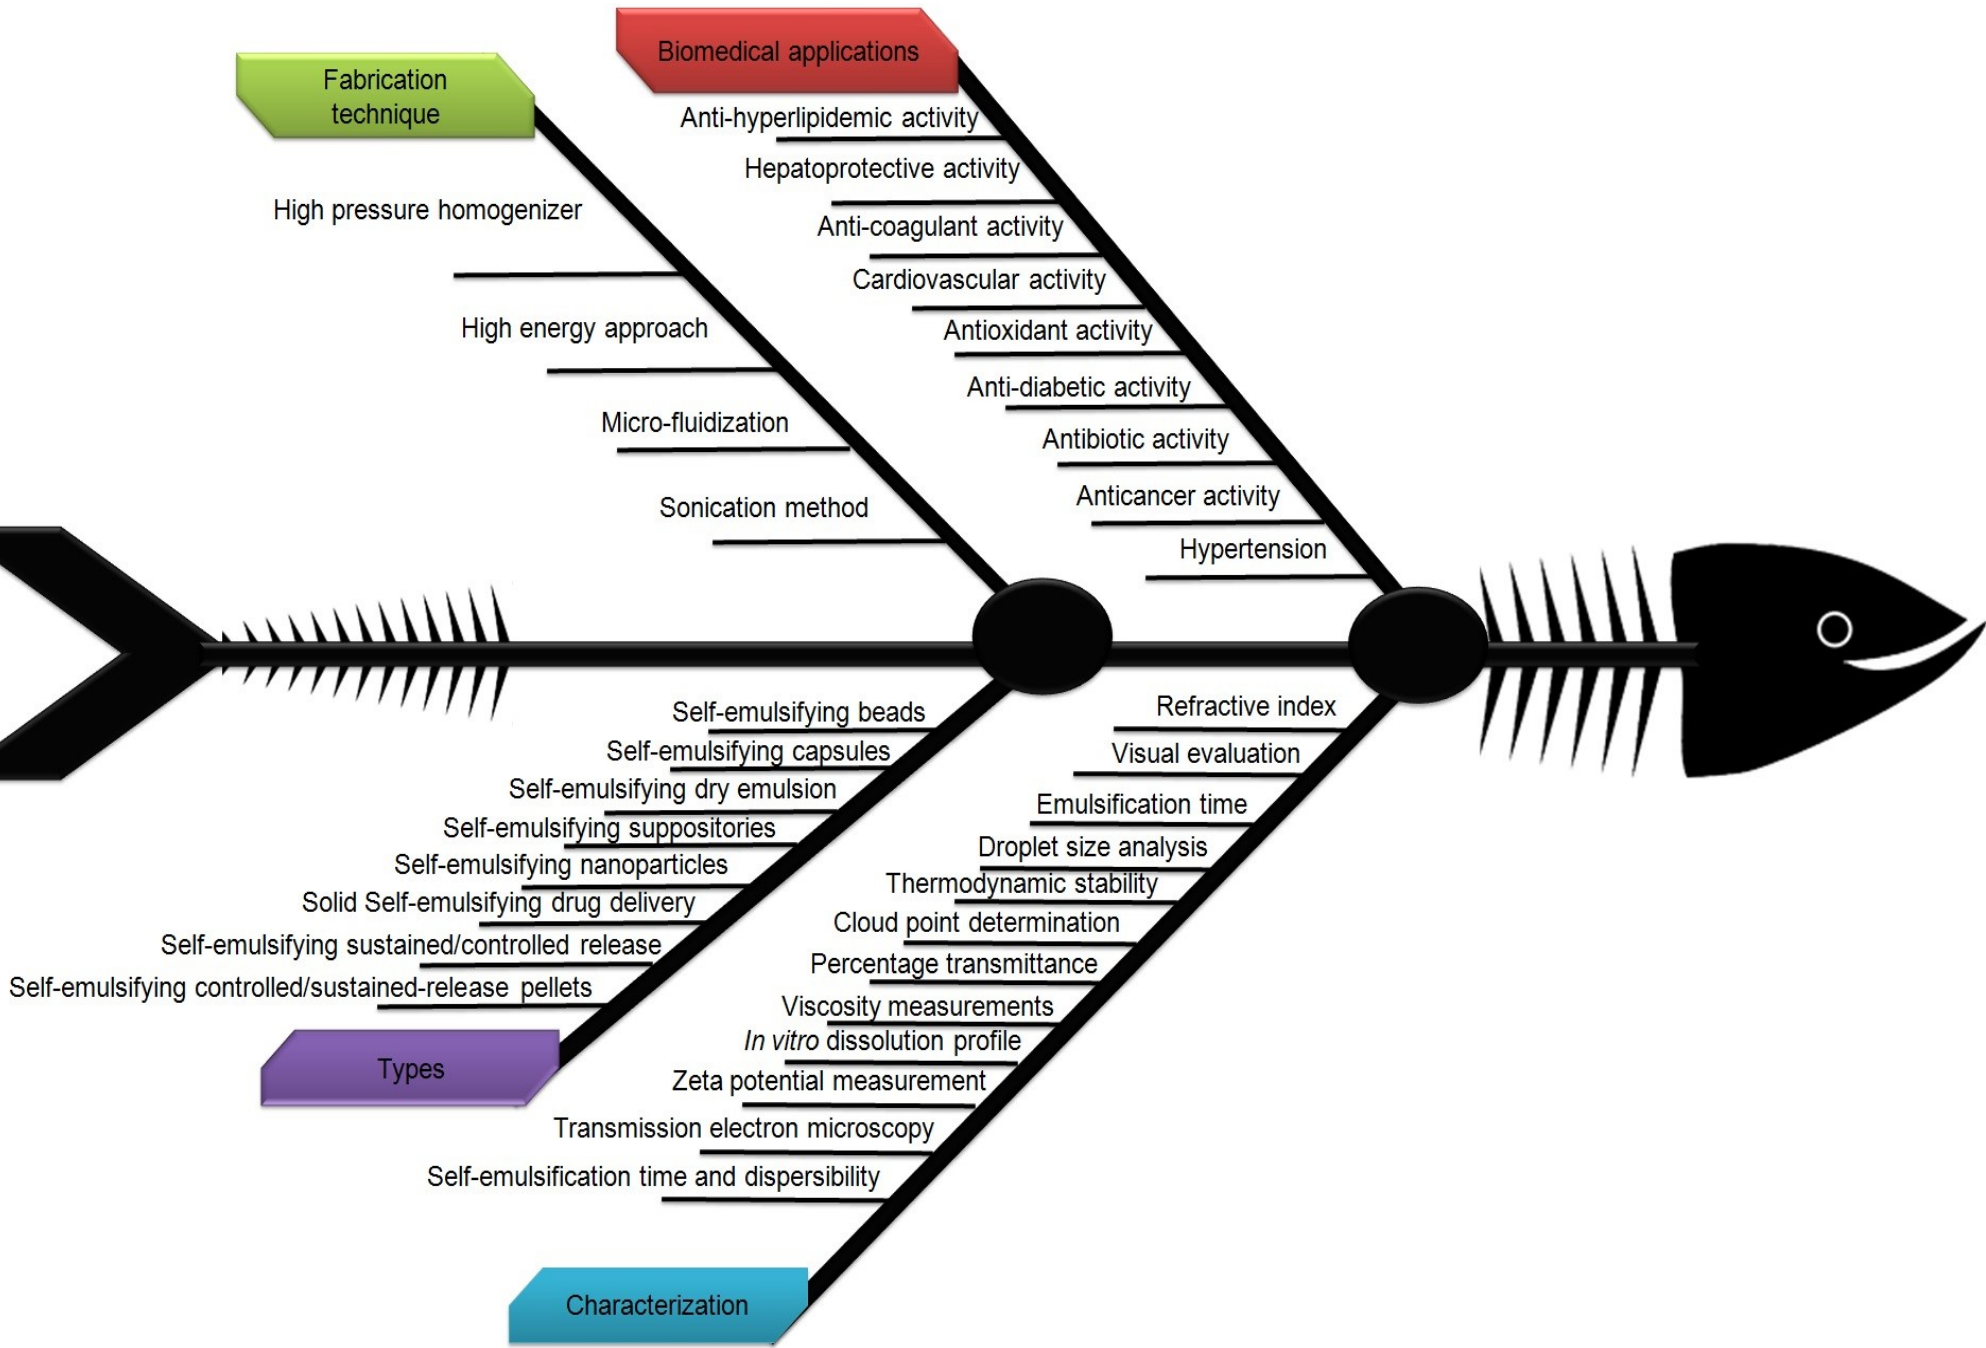 Biomedical applications
Anti-hyperlipidemic activity
Hepatoprotective activity
Anti-coagulant activity
Cardiovascular activity
Antioxidant activity
Anti-diabetic activity
Antibiotic activity
Anticancer activity
Hypertension
Fabrication
technique
High pressure homogenizer
High energy approach
Micro-fluidization
Sonication method
Self-emulsifying beads
Self-emulsifying capsules
Self-emulsifying dry emulsion
Self-emulsifying suppositories
Self-emulsifying nanoparticles
Solid Self-emulsifying drug delivery
Self-emulsifying sustained/controlled release
Self-emulsifying controlled/sustained-release pellets
Types
Refractive index
Visual evaluation
Emulsification time
Droplet size analysis
Thermodynamic stability
Cloud point determination
Percentage transmittance
Viscosity measurements
In vitro dissolution profile
Zeta potential measurement
Transmission electron microscopy
Self-emulsification time and dispersibility
Characterization